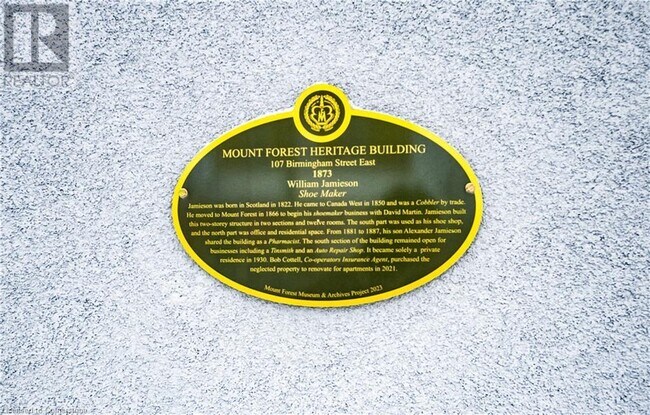 REALTOR
M
MOUNT FOREST HERITAGE BUILDING
107 Birmingham Street East
1873
William Jamieson
Shoe Maker
Jamieson was born in Scotland in 1822. He came to Canada West in 1850 and was a Cobbler by trade.
He moved to Mount Forest in 1866 to begin his shoemaker business with David Martin. Jamieson built
this two-storey structure in two sections and twelve rooms. The south part was used as his shoe shop,
and the north part was office and residential space. From 1881 to 1887, his son Alexander Jamieson
shared the building as a Pharmacist. The south section of the building remained open for
businesses including a Tinsmith and an Auto Repair Shop. It became solely a private
residence in 1930. Bob Cottell, Co-operators Insurance Agent, purchased the
neglected property to renovate for apartments in 2021.
Mount Forest Museum & Archives Project 2023